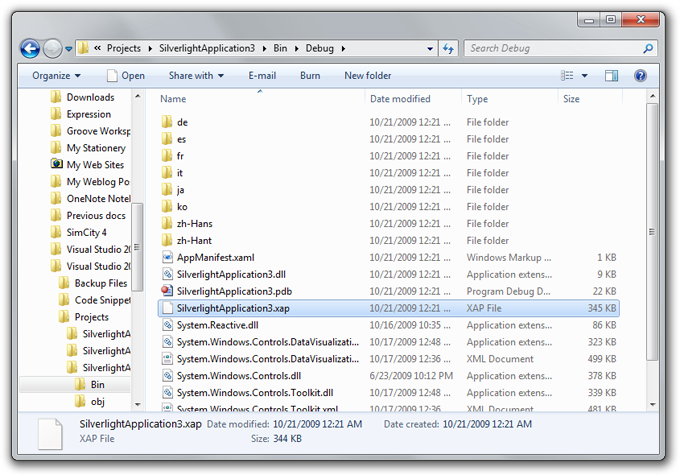 « Projects ▸ SilverlightApplication3 ▸ Bin ▸ Debug ▸
Search Debug
Organize Open Share with E-mail Burn New folder
Downloads
Expression
Groove Worksp
My Stationery
My Web Sites
My Weblog Po
OneNote Notel
Previous docs
SimCity 4
Visual Studio 20
Visual Studio 20
Backup Files
Code Snippet
Projects
SilverlightA
SilverlightA
SilverlightA
Bin
obj
Name Date modified Type Size
de 10/21/2009 12:21 ... File folder
es 10/21/2009 12:21 ... File folder
fr 10/21/2009 12:21 ... File folder
it 10/21/2009 12:21 ... File folder
ja 10/21/2009 12:21 ... File folder
ko 10/21/2009 12:21 ... File folder
zh-Hans 10/21/2009 12:21 ... File folder
zh-Hant 10/21/2009 12:21 ... File folder
AppManifest.xaml 10/21/2009 12:21 ... Windows Markup ... 1 KB
SilverlightApplication3.dll 10/21/2009 12:21 ... Application extens... 9 KB
SilverlightApplication3.pdb 10/21/2009 12:21 ... Program Debug D... 22 KB
SilverlightApplication3.xap 10/21/2009 12:21 ... XAP File 345 KB
System.Reactive.dll 10/16/2009 10:35 ... Application extens... 86 KB
System.Windows.Controls.DataVisualizati... 10/17/2009 12:48 ... Application extens... 323 KB
System.Windows.Controls.DataVisualizati... 10/17/2009 12:36 ... XML Document 499 KB
System.Windows.Controls.dll 6/23/2009 10:12 PM Application extens... 378 KB
System.Windows.Controls.Toolkit.dll 10/17/2009 12:48 ... Application extens... 339 KB
System.Windows.Controls.Toolkit.xml 10/17/2009 12:36 ... XML Document 481 KB
SilverlightApplication3.xap Date modified: 10/21/2009 12:21 AM Date created: 10/21/2009 12:21 AM
XAP File Size: 344 KB